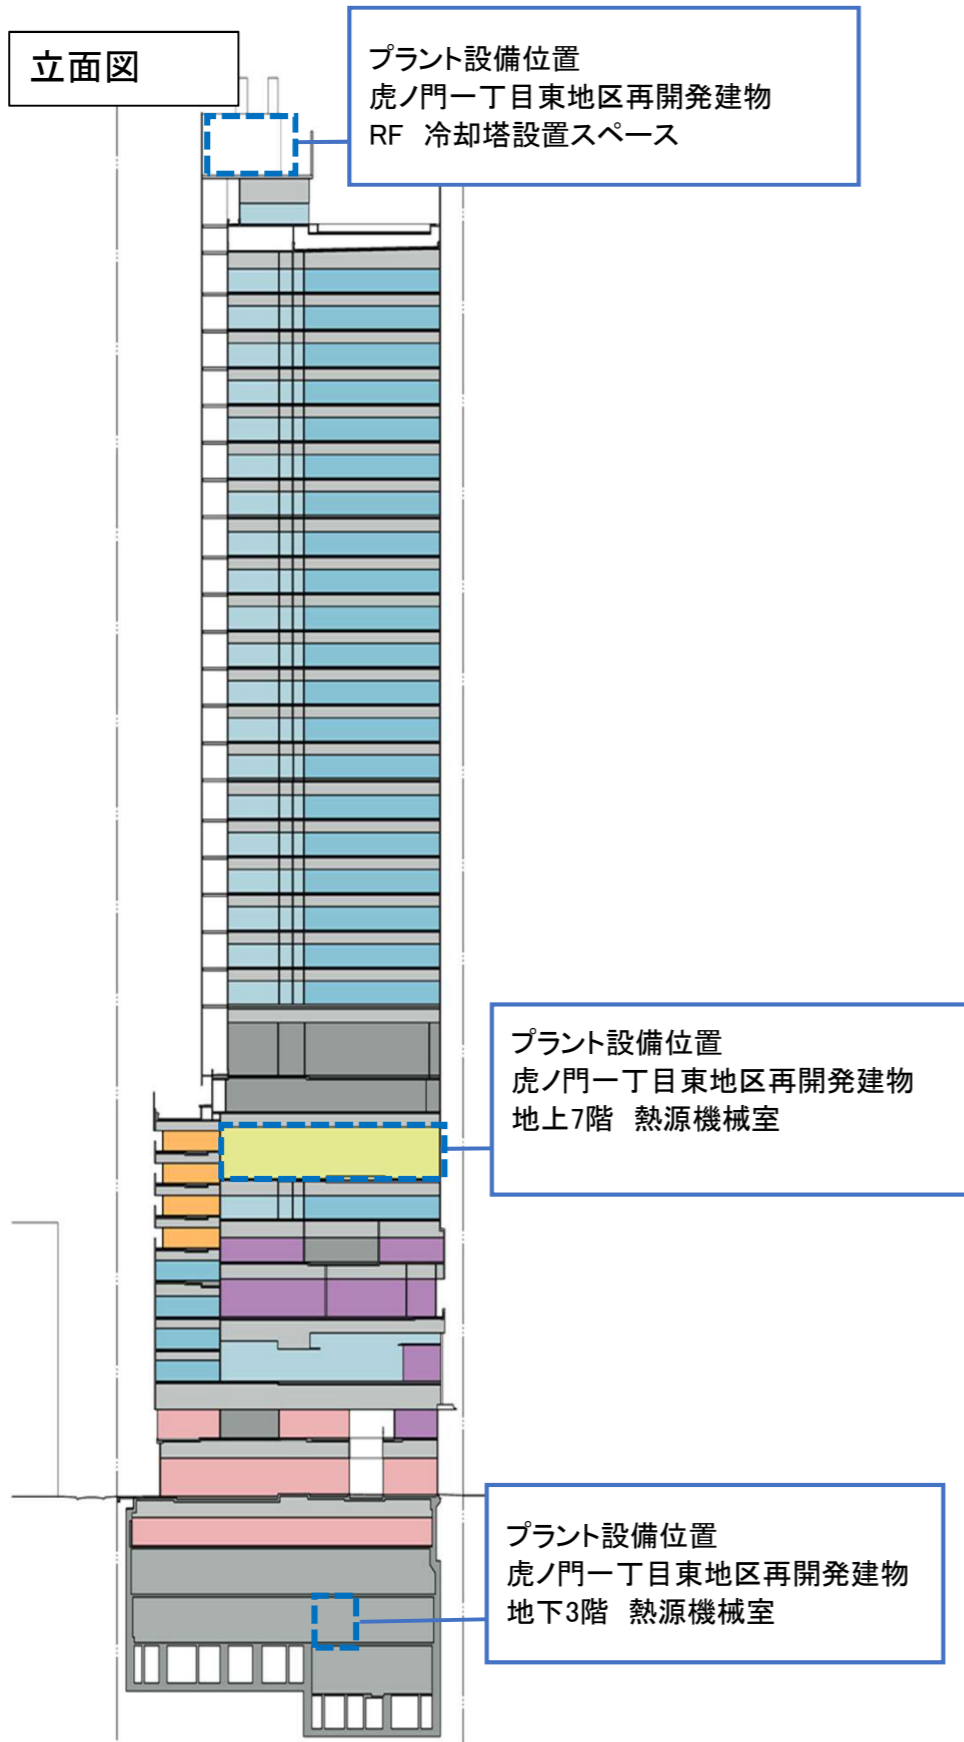 立面図
プラント設備位置
虎ノ門一丁目東地区再開発建物
RF　冷却塔設置スペース
プラント設備位置
虎ノ門一丁目東地区再開発建物
地上7階　熱源機械室
プラント設備位置
虎ノ門一丁目東地区再開発建物
地下3階　熱源機械室